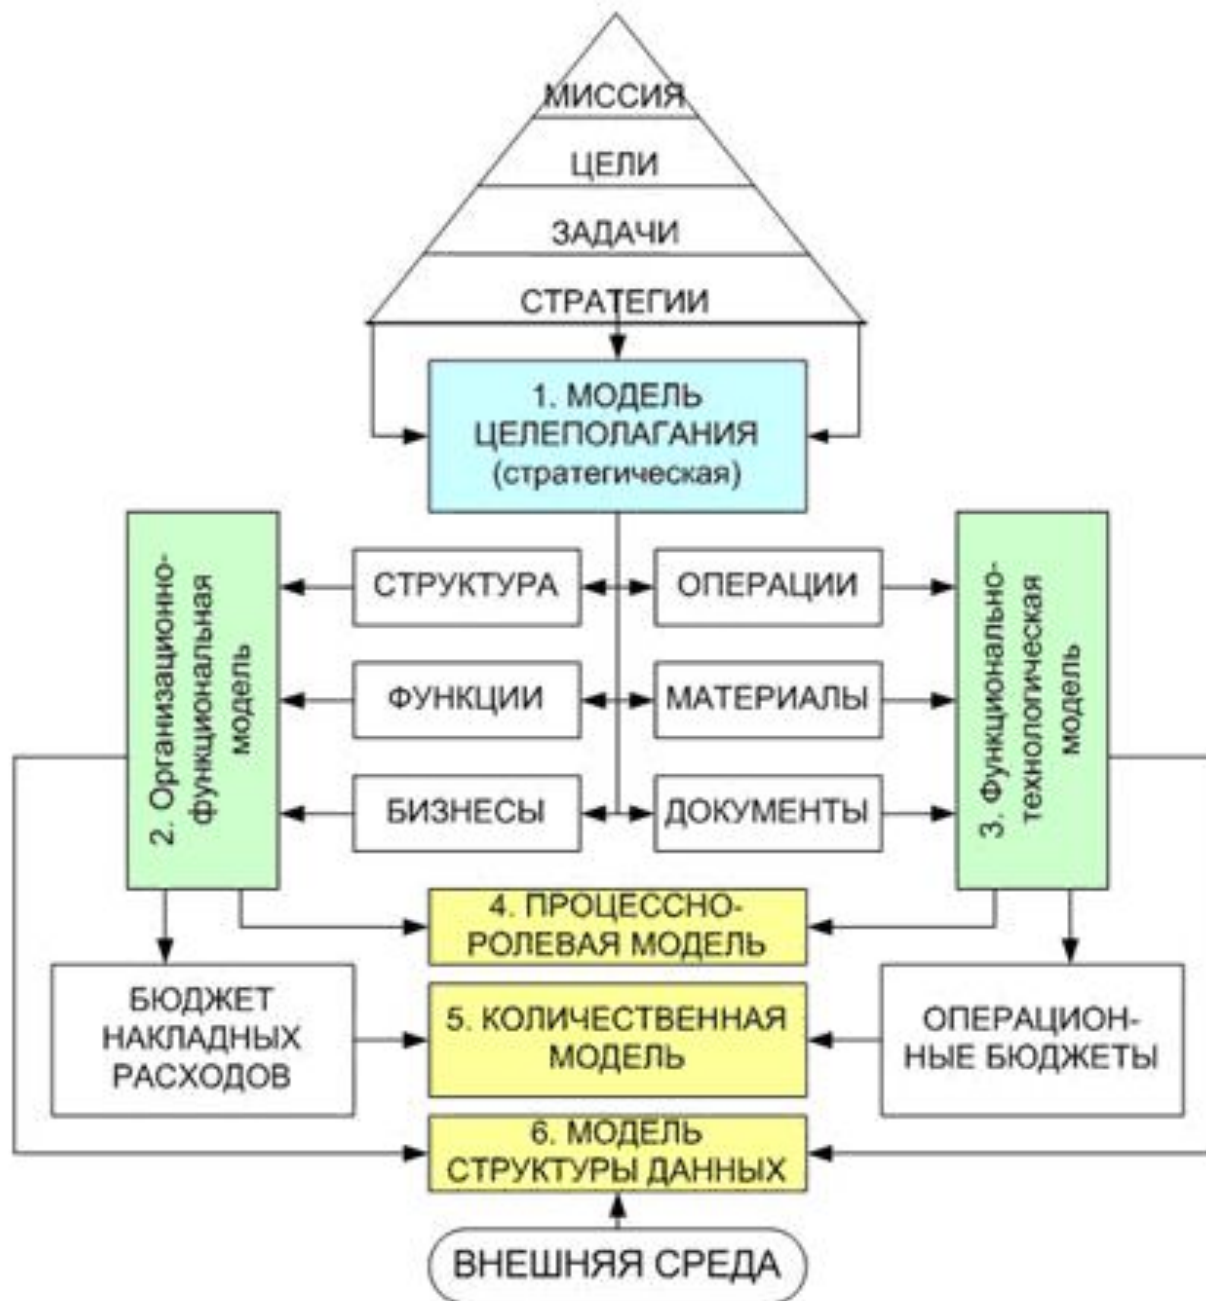 МИССИЯ
ЦЕЛИ
ЗАДАЧИ
СТРАТЕГИИ
1. МОДЕЛЬ
ЦЕЛЕПОЛАГАНИЯ
(стратегическая)
2. Организационно-
функциональная
модель
СТРУКТУРА
ОПЕРАЦИИ
ФУНКЦИИ
МАТЕРИАЛЫ
БИЗНЕСЫ
ДОКУМЕНТЫ
3. Функционально-
технологическая
модель
4. ПРОЦЕССНО-
РОЛЕВАЯ МОДЕЛЬ
БЮДЖЕТ
НАКЛАДНЫХ
РАСХОДОВ
5. КОЛИЧЕСТВЕННАЯ
МОДЕЛЬ
ОПЕРАЦИОН-
НЫЕ БЮДЖЕТЫ
6. МОДЕЛЬ
СТРУКТУРЫ ДАННЫХ
ВНЕШНЯЯ СРЕДА